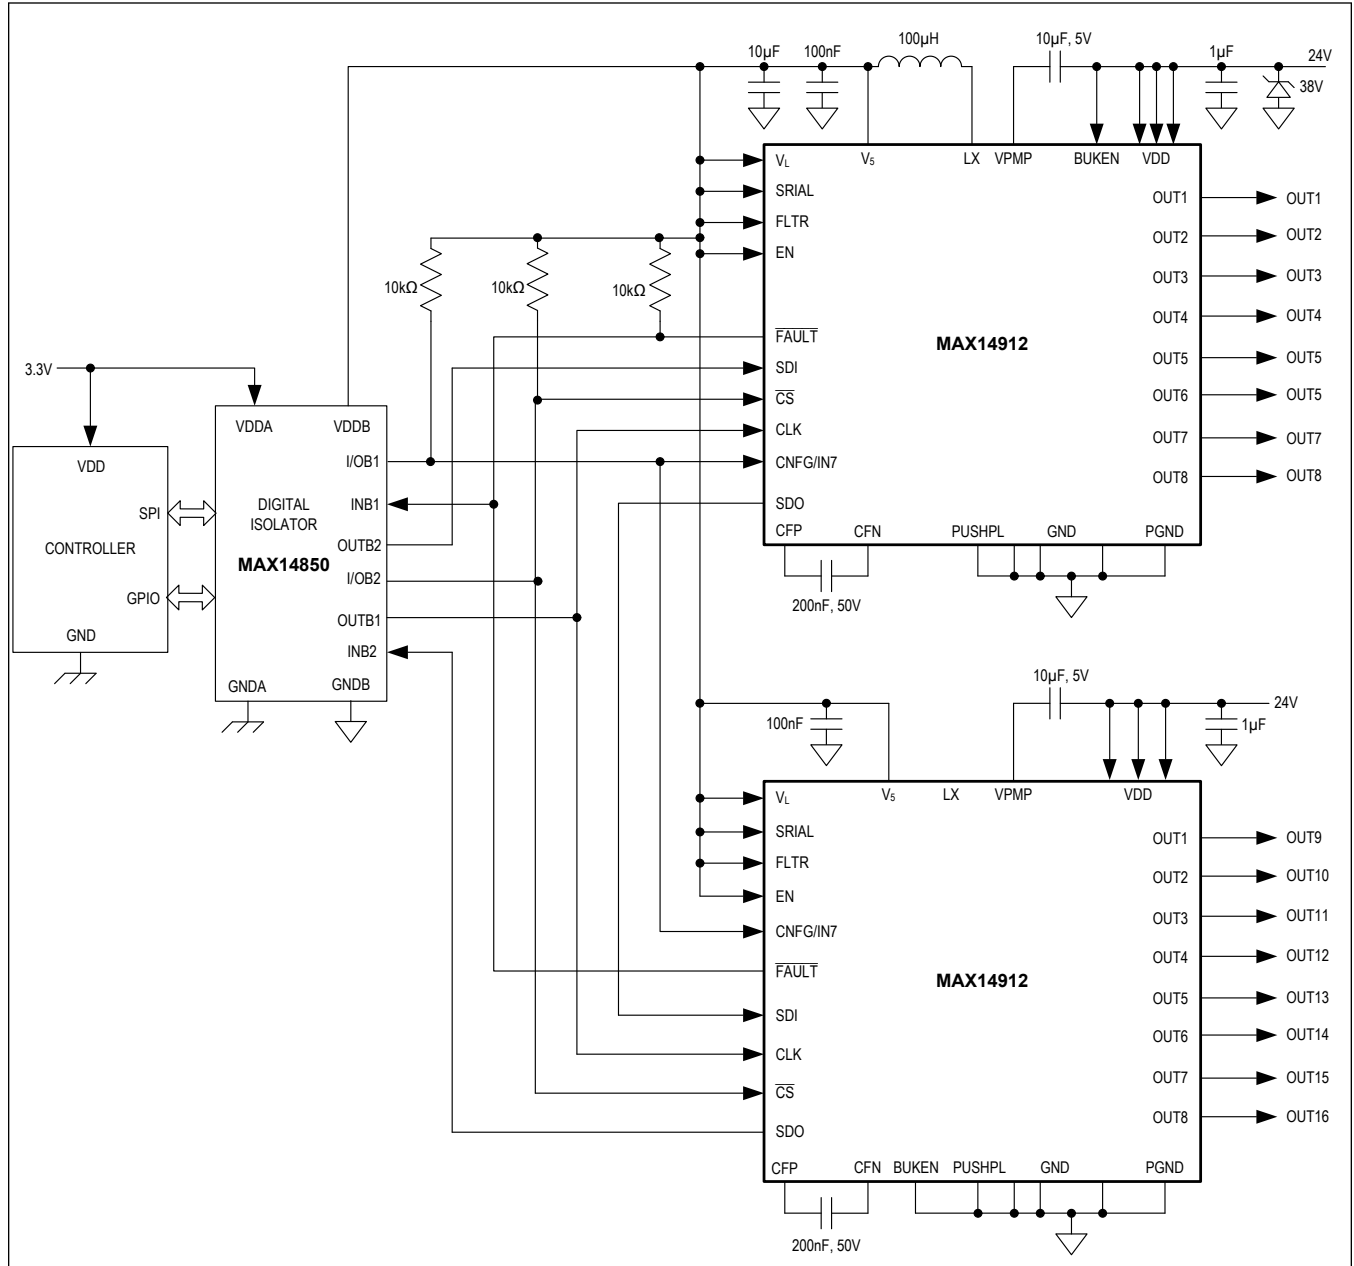 10µF 100nF 100µH 10µF, 5V 1µF 24V
38V
VL V5 LX VPMP BUKEN VDD
SRIAL
FLTR
EN
10kΩ 10kΩ 10kΩ
FAULT
SDI
CS
CLK
CNFG/IN7
SDO
CFP CFN PUSHPL GND PGND
200nF, 50V
MAX14912
OUT1 OUT1
OUT2 OUT2
OUT3 OUT3
OUT4 OUT4
OUT5 OUT5
OUT6 OUT5
OUT7 OUT7
OUT8 OUT8
3.3V
VDD
SPI
CONTROLLER
GPIO
GND
VDDA VDDB
I/OB1
INB1
DIGITAL
ISOLATOR
OUTB2
MAX14850
I/OB2
OUTB1
INB2
GNDA GNDB
10µF, 5V 24V
100nF 1µF
VL V5 LX VPMP VDD
SRIAL
FLTR
EN
CNFG/IN7
FAULT
SDI
CLK
CS
SDO
CFP CFN BUKEN PUSHPL GND PGND
200nF, 50V
MAX14912
OUT1 OUT9
OUT2 OUT10
OUT3 OUT11
OUT4 OUT12
OUT5 OUT13
OUT6 OUT14
OUT7 OUT15
OUT8 OUT16